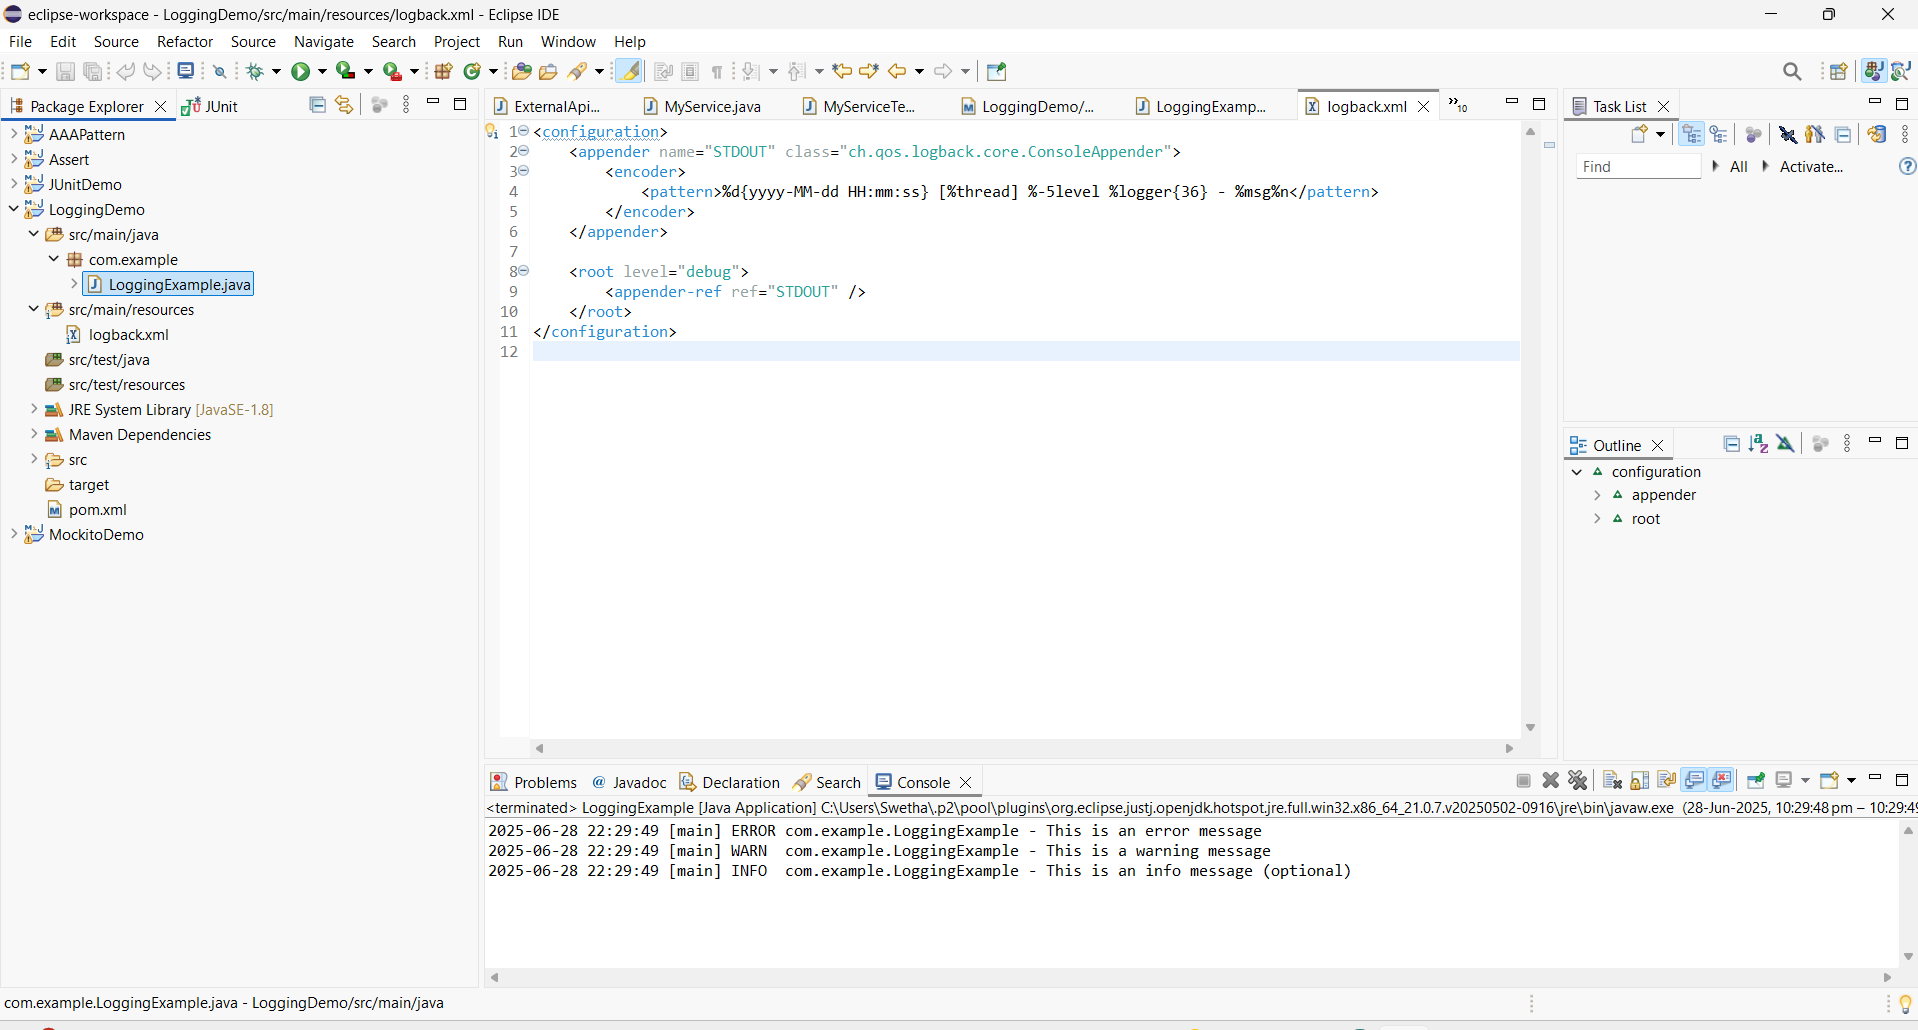 eclipse-workspace - LoggingDemo/src/main/resources/logback.xml - Eclipse IDE
File Edit Source Refactor Source Navigate Search Project Run Window Help
Package Explorer JUnit
AAAPattern
Assert
JUnitDemo
LoggingDemo
src/main/java
com.example
LoggingExample.java
src/main/resources
logback.xml
src/test/java
src/test/resources
JRE System Library [JavaSE-1.8]
Maven Dependencies
src
target
pom.xml
MockitoDemo
ExternalApi... MyService.java MyServiceTe... LoggingDemo/... LoggingExamp... logback.xml »10
1 <configuration>
2 <appender name="STDOUT" class="ch.qos.logback.core.ConsoleAppender">
3 <encoder>
4 <pattern>%d{yyyy-MM-dd HH:mm:ss} [%thread] %-5level %logger{36} - %msg%n</pattern>
5 </encoder>
6 </appender>
7
8 <root level="debug">
9 <appender-ref ref="STDOUT" />
10 </root>
11 </configuration>
12
Task List
Find All Activate...
Outline
configuration
appender
root
Problems @ Javadoc Declaration Search Console
<terminated> LoggingExample [Java Application] C:\Users\Swetha\.p2\pool\plugins\org.eclipse.justj.openjdk.hotspot.jre.full.win32.x86_64_21.0.7.v20250502-0916\jre\bin\javaw.exe (28-Jun-2025, 10:29:48 pm – 10:29:49
2025-06-28 22:29:49 [main] ERROR com.example.LoggingExample - This is an error message
2025-06-28 22:29:49 [main] WARN  com.example.LoggingExample - This is a warning message
2025-06-28 22:29:49 [main] INFO  com.example.LoggingExample - This is an info message (optional)
com.example.LoggingExample.java - LoggingDemo/src/main/java